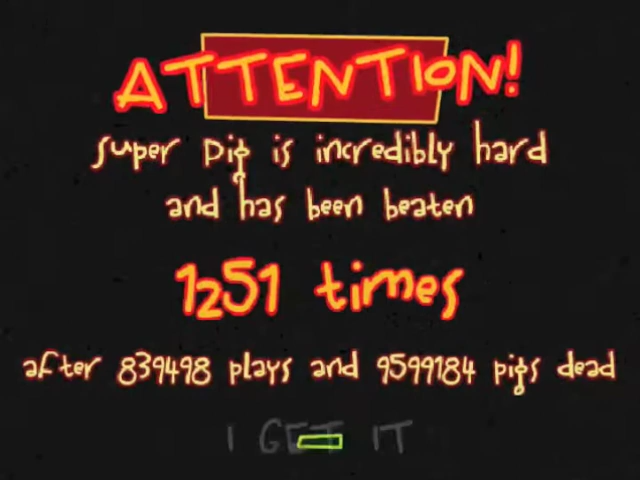 ATTENTION!
super pig is incredibly hard
and has been beaten
1251 times
after 839498 plays and 9599184 pigs dead
I GET IT